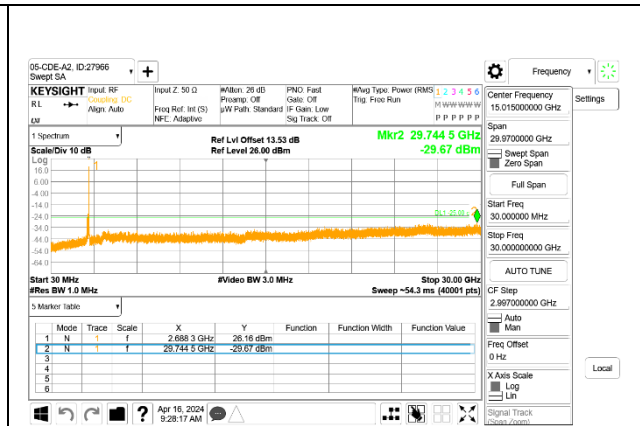 05-CDE-A2, ID:27966
Swept SA
Frequency
KEYSIGHT
RL
Input: RF
Coupling: DC
Align: Auto
Input Z: 50 Ω
Freq Ref: Int (S)
NFE: Adaptive
#Atten: 26 dB
Preamp: Off
µW Path: Standard
PNO: Fast
Gate: Off
IF Gain: Low
Sig Track: Off
#Avg Type: Power (RMS
Trig: Free Run
1 2 3 4 5 6
M W W W W W
P P P P P P
Center Frequency
15.015000000 GHz
Settings
1 Spectrum
Scale/Div 10 dB
Ref Lvl Offset 13.53 dB
Ref Level 26.00 dBm
Mkr2 29.744 5 GHz
-29.67 dBm
Span
29.9700000 GHz
Swept Span
Zero Span
Full Span
Log
16.0
6.00
-4.00
-14.0
-24.0
-34.0
-44.0
-54.0
-64.0
1
2
Start Freq
30.000000 MHz
Stop Freq
30.000000000 GHz
Start 30 MHz
#Res BW 1.0 MHz
#Video BW 3.0 MHz
Stop 30.00 GHz
Sweep ~54.3 ms (40001 pts)
AUTO TUNE
CF Step
2.997000000 GHz
Auto
Man
5 Marker Table
Mode Trace Scale X Y Function Function Width Function Value
1 N 1 f 2.688 3 GHz 26.16 dBm
2 N 1 f 29.744 5 GHz -29.67 dBm
3
4
5
6
Freq Offset
0 Hz
X Axis Scale
Log
Lin
Local
Signal Track
(Span Zoom)
?
Apr 16, 2024
9:28:17 AM